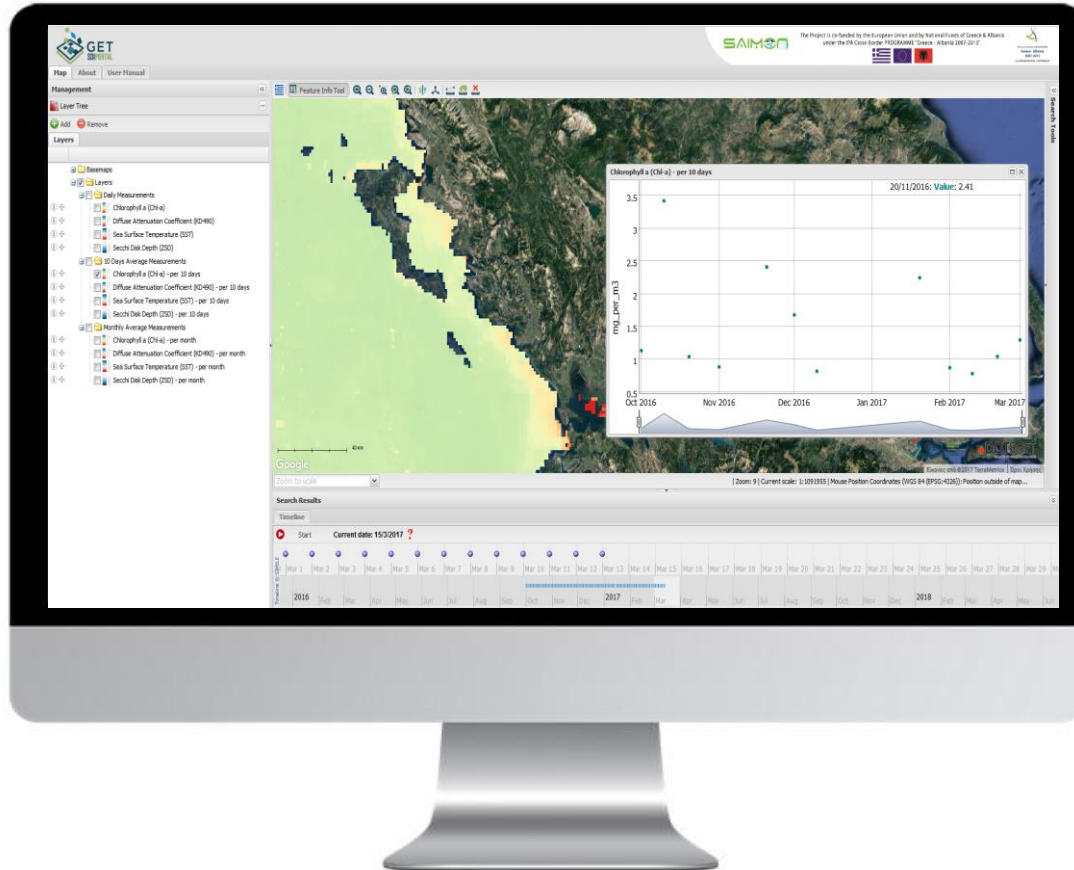 GET
SDI PORTAL
SAIMON
The Project is co-funded by the European Union and by National Funds of Greece & Albania
under the IPA Cross-Border PROGRAMME "Greece - Albania 2007-2013"
Map About User Manual
Management
Layer Tree
Add Remove
Layers
Basemaps
Layers
Daily Measurements
Chlorophyll a (Chl-a)
Diffuse Attenuation Coefficient (KD490)
Sea Surface Temperature (SST)
Secchi Disk Depth (ZSD)
10 Days Average Measurements
Chlorophyll a (Chl-a) - per 10 days
Diffuse Attenuation Coefficient (KD490) - per 10 days
Sea Surface Temperature (SST) - per 10 days
Secchi Disk Depth (ZSD) - per 10 days
Monthly Average Measurements
Chlorophyll a (Chl-a) - per month
Diffuse Attenuation Coefficient (KD490) - per month
Sea Surface Temperature (SST) - per month
Secchi Disk Depth (ZSD) - per month
Feature Info Tool
Search Tools
Chlorophyll a (Chl-a) - per 10 days
20/11/2016: Value: 2.41
mg_per_m3
3.5
3
2.5
2
1.5
1
0.5
Oct 2016 Nov 2016 Dec 2016 Jan 2017 Feb 2017 Mar 2017
40 km
Google
Εικόνες από ©2017 TerraMetrics Όροι Χρήσης
Zoom to scale
| Zoom: 9 | Current scale: 1:1091955 | Mouse Position Coordinates (WGS 84 (EPSG:4326)): Position outside of map...
Search Results
Timeline
Start Current date: 15/3/2017 ?
Timeline © SIMILE
Mar 1 Mar 2 Mar 3 Mar 4 Mar 5 Mar 6 Mar 7 Mar 8 Mar 9 Mar 10 Mar 11 Mar 12 Mar 13 Mar 14 Mar 15 Mar 16 Mar 17 Mar 18 Mar 19 Mar 20 Mar 21 Mar 22 Mar 23 Mar 24 Mar 25 Mar 26 Mar 27 Mar 28 Mar 29
2016 Feb Mar Apr May Jun Jul Aug Sep Oct Nov Dec 2017 Feb Mar Apr May Jun Jul Aug Sep Oct Nov Dec 2018 Feb Mar Apr May Jun